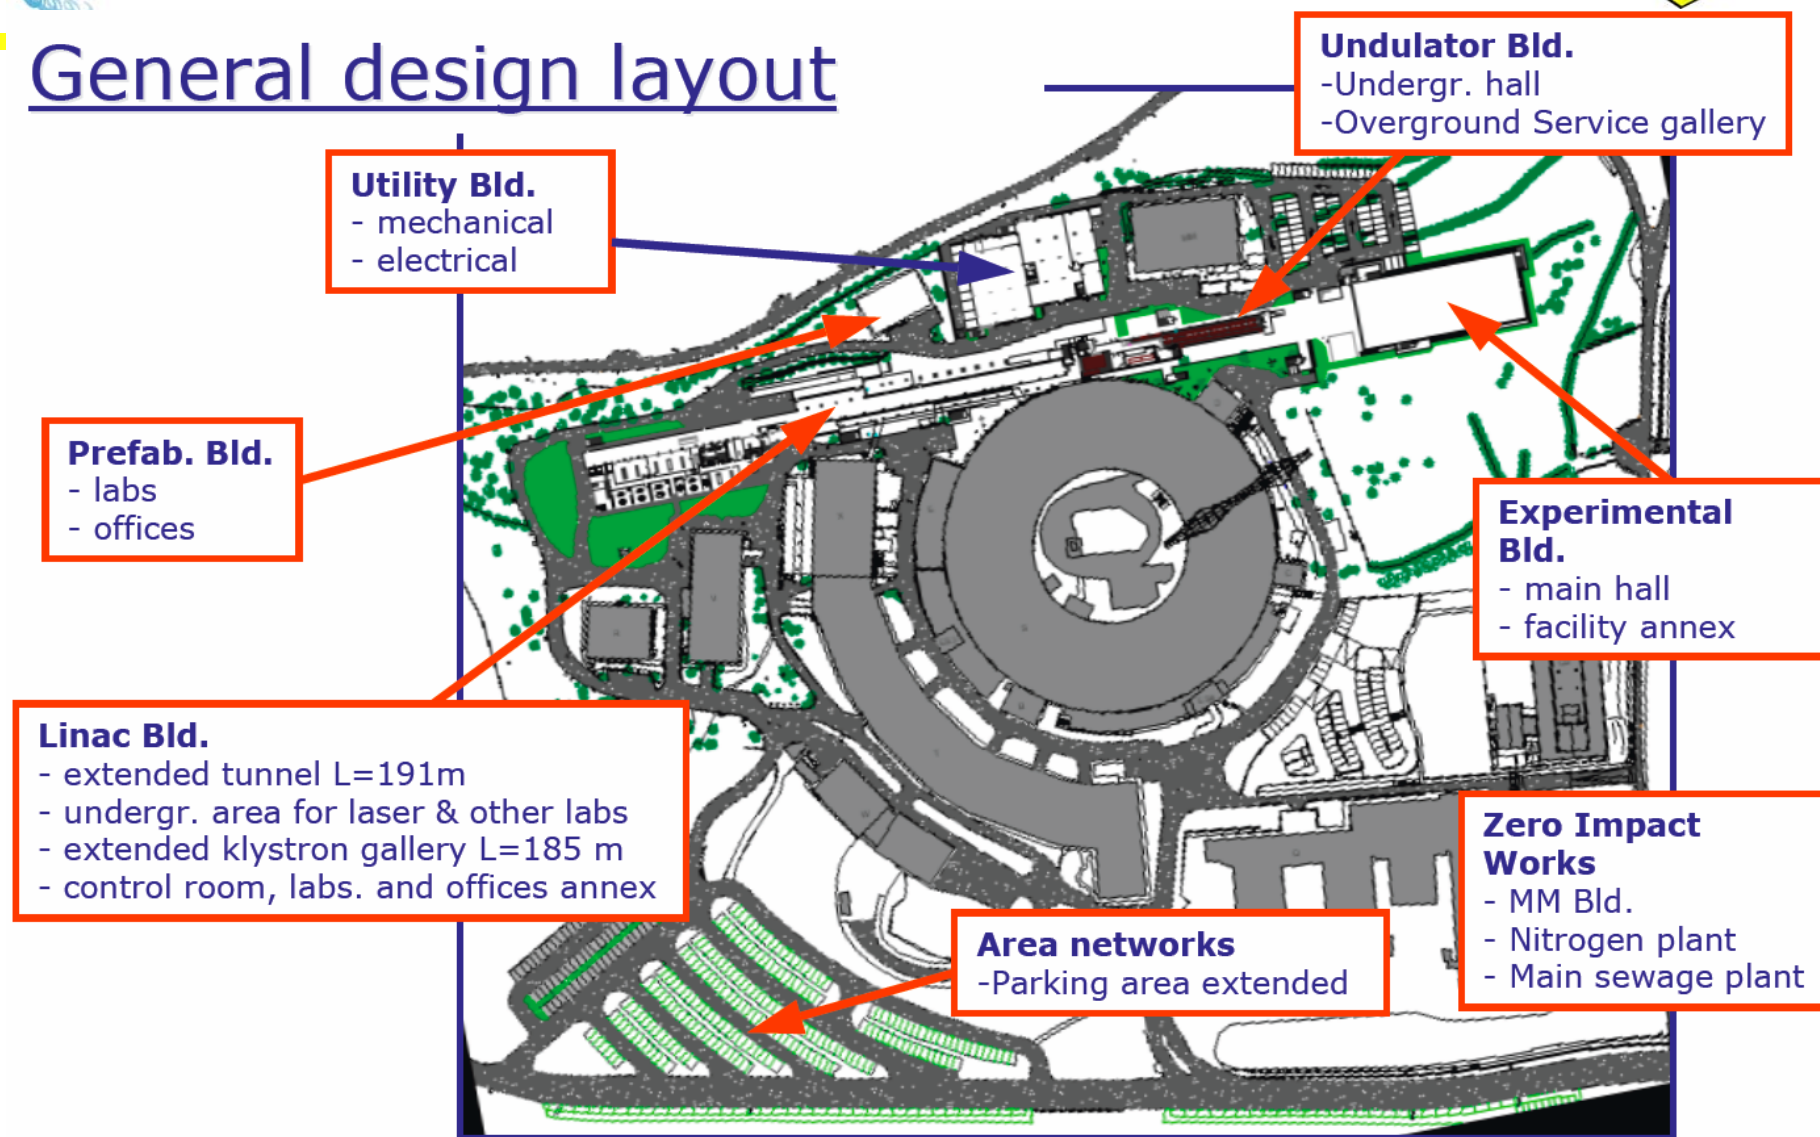 General design layout
Undulator Bld.
-Undergr. hall
-Overground Service gallery
Utility Bld.
- mechanical
- electrical
Prefab. Bld.
- labs
- offices
Experimental
Bld.
- main hall
- facility annex
Linac Bld.
- extended tunnel L=191m
- undergr. area for laser & other labs
- extended klystron gallery L=185 m
- control room, labs. and offices annex
Zero Impact
Works
- MM Bld.
- Nitrogen plant
- Main sewage plant
Area networks
-Parking area extended